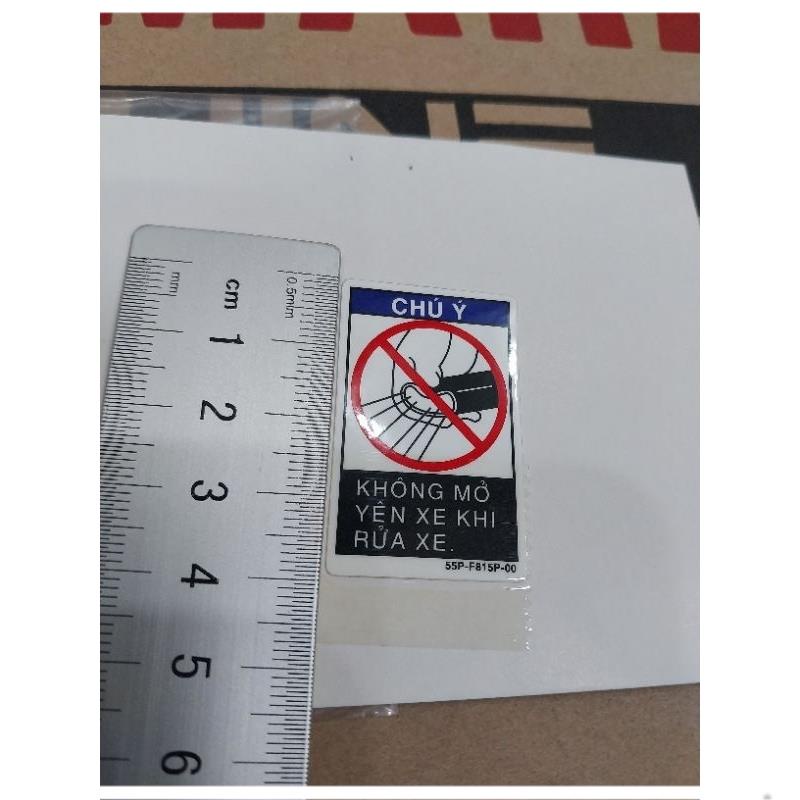 mm
cm
0.5mm
1
2
3
4
5
6
CHÚ Ý
KHÔNG MỞ
YÊN XE KHI
RỬA XE.
55P-F815P-00